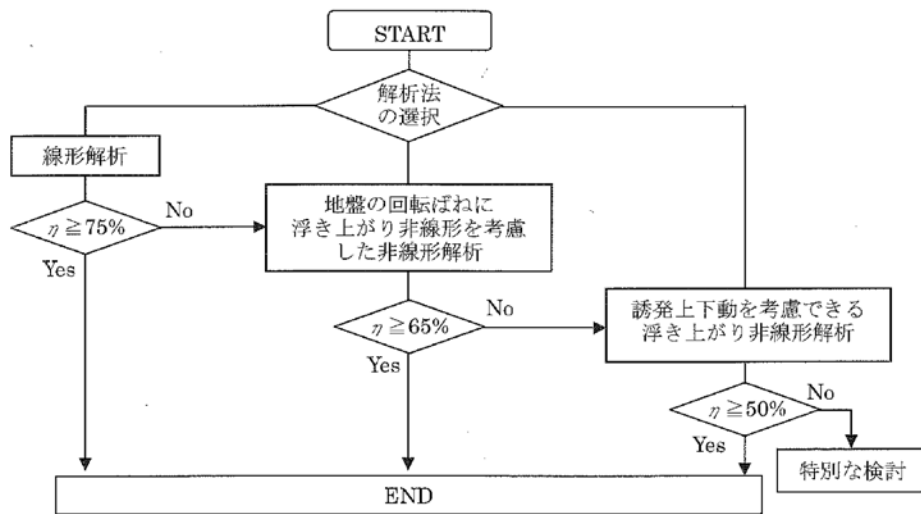 START
解析法
の選択
線形解析
η≧75%
No
Yes
地盤の回転ばねに
浮き上がり非線形を考慮
した非線形解析
η≧65%
No
Yes
誘発上下動を考慮できる
浮き上がり非線形解析
η≧50%
No
Yes
特別な検討
END